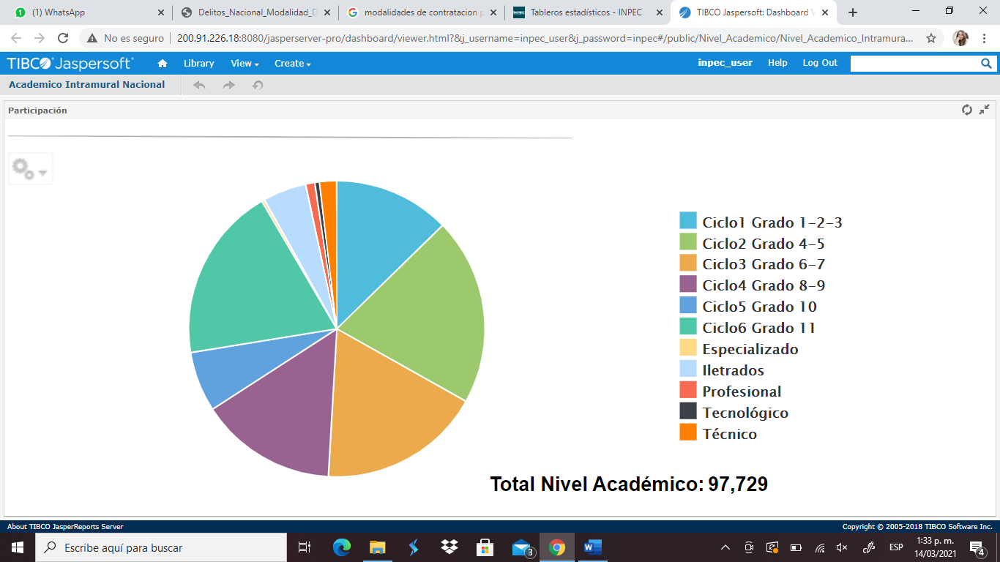 (1) WhatsApp
Delitos_Nacional_Modalidad_D
modalidades de contratacion p
Tableros estadísticos - INPEC
TIBCO Jaspersoft: Dashboard V
No es seguro | 200.91.226.18:8080/jasperserver-pro/dashboard/viewer.html?&j_username=inpec_user&j_password=inpec#/public/Nivel_Academico/Nivel_Academico_Intramura...
TIBCO Jaspersoft Library View Create inpec_user Help Log Out
Academico Intramural Nacional
Participación
Ciclo1 Grado 1-2-3
Ciclo2 Grado 4-5
Ciclo3 Grado 6-7
Ciclo4 Grado 8-9
Ciclo5 Grado 10
Ciclo6 Grado 11
Especializado
Iletrados
Profesional
Tecnológico
Técnico
Total Nivel Académico: 97,729
About TIBCO JasperReports Server Copyright © 2005-2018 TIBCO Software Inc.
Escribe aquí para buscar
3
ESP
1:33 p. m.
14/03/2021
4